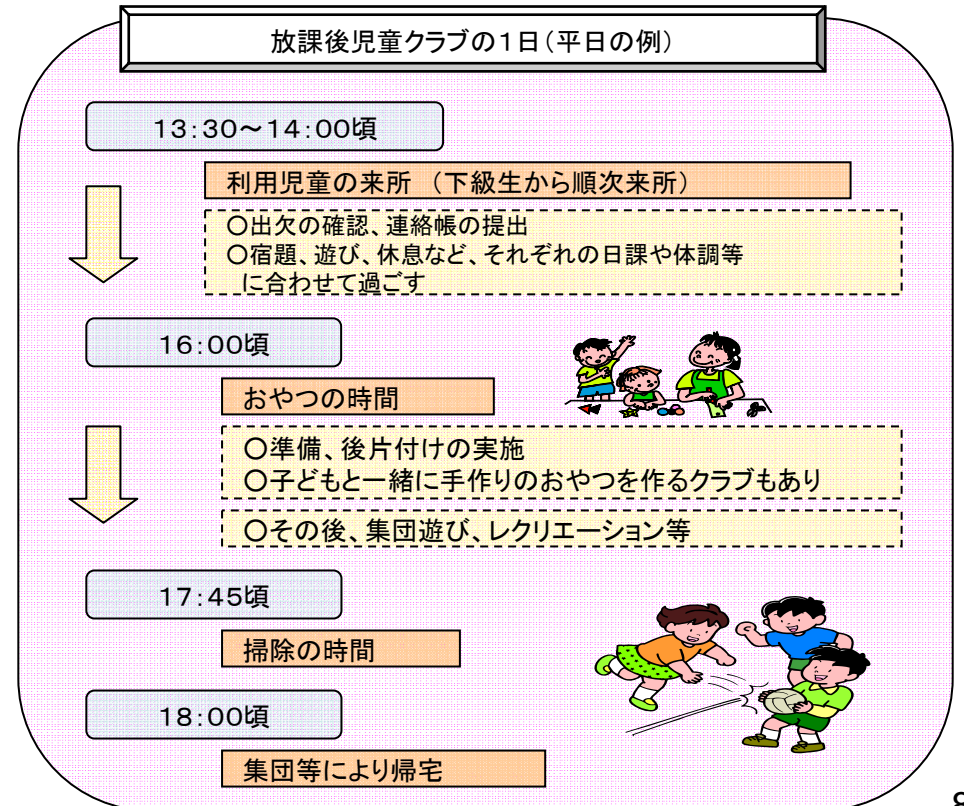 放課後児童クラブの１日（平日の例）
１３：３０～１４：００頃
利用児童の来所　（下級生から順次来所）
○出欠の確認、連絡帳の提出
○宿題、遊び、休息など、それぞれの日課や体調等
に合わせて過ごす
１６：００頃
おやつの時間
○準備、後片付けの実施
○子どもと一緒に手作りのおやつを作るクラブもあり
○その後、集団遊び、レクリエーション等
１７：４５頃
掃除の時間
１８：００頃
集団等により帰宅